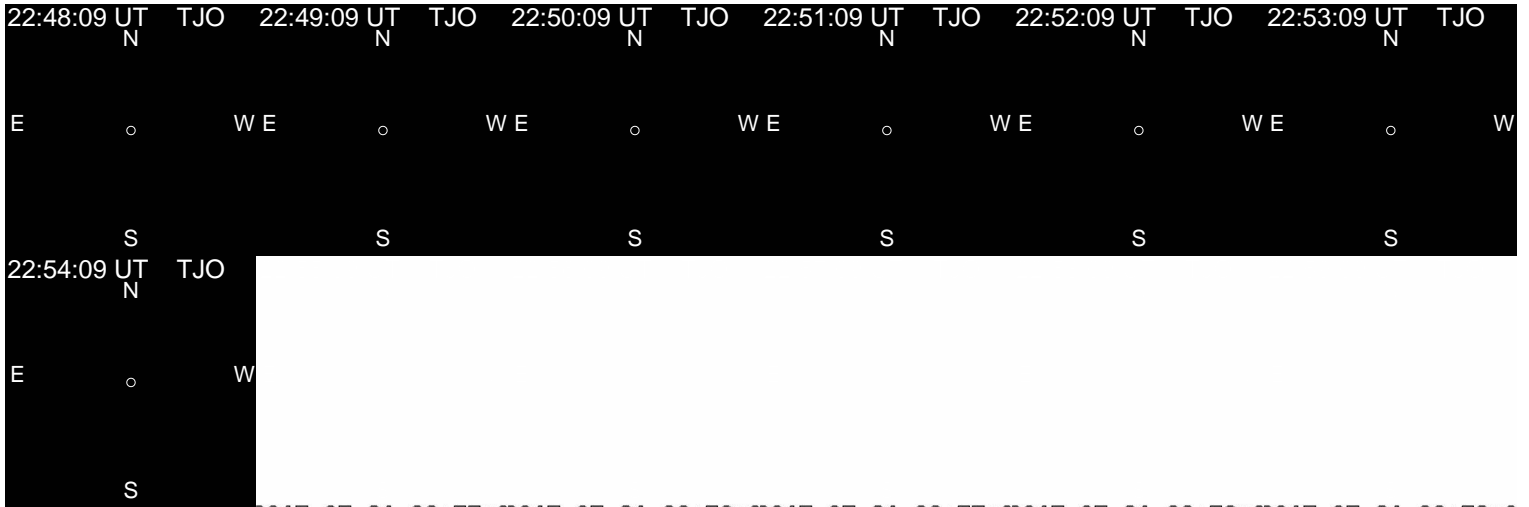 22:48:09 UT TJO 22:49:09 UT TJO 22:50:09 UT TJO 22:51:09 UT TJO 22:52:09 UT TJO 22:53:09 UT TJO
N N N N N N
E W E W E W E W E W E W
S S S S S S
22:54:09 UT TJO
N
E W
S